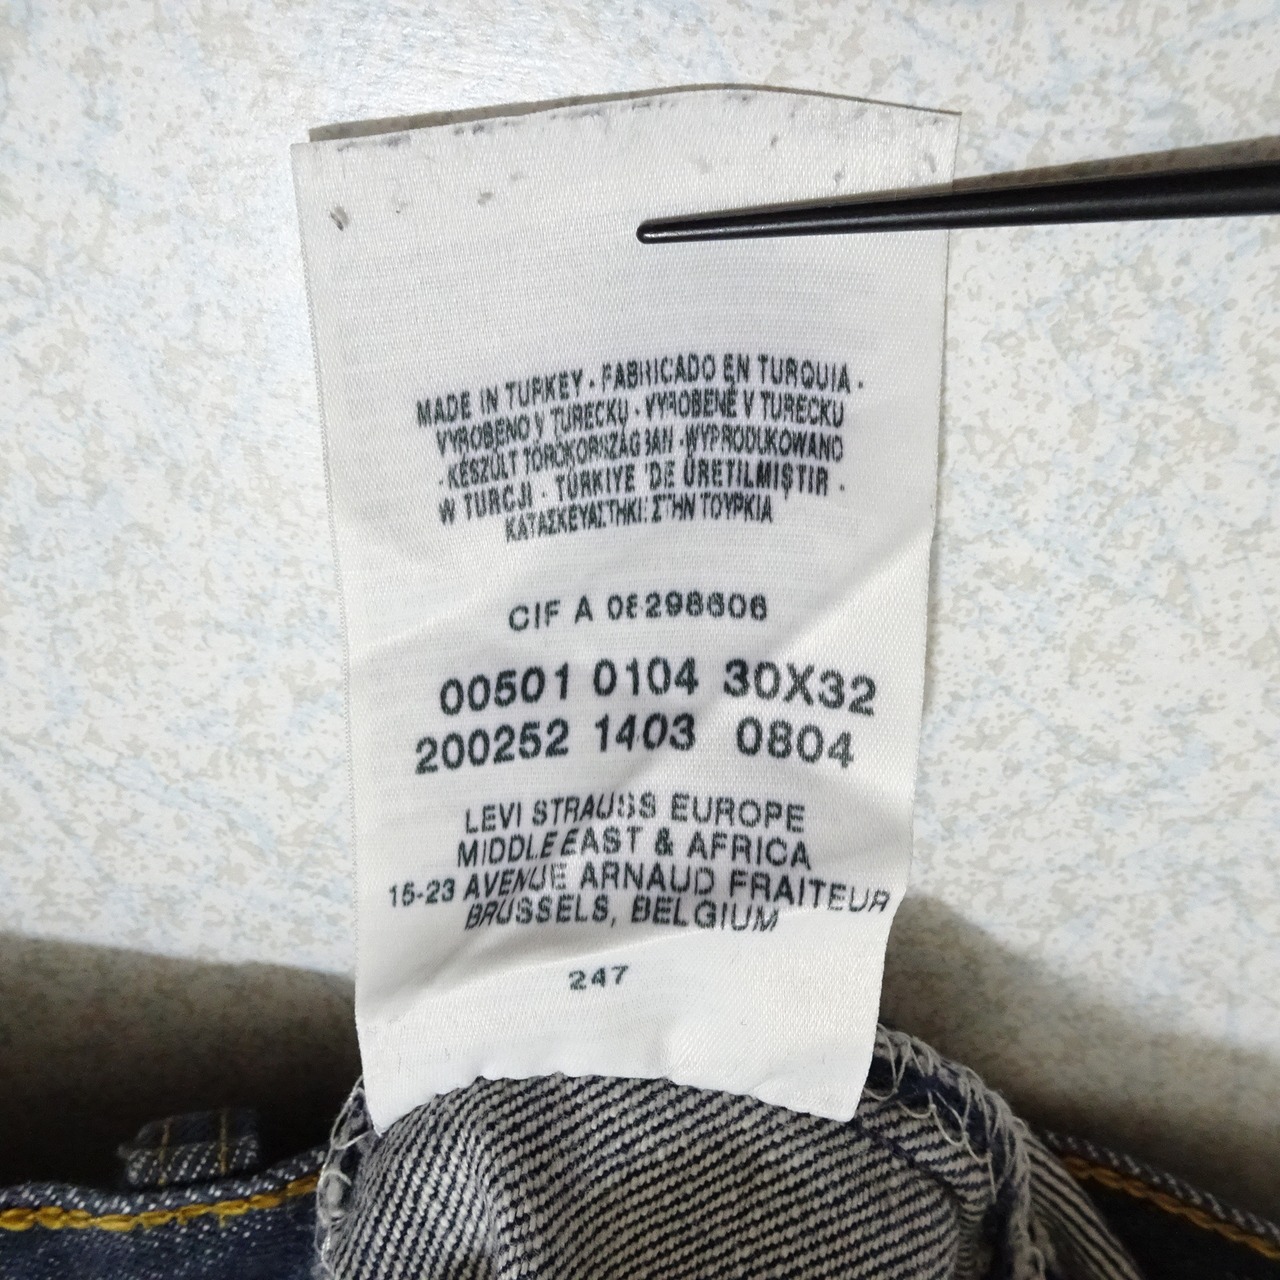 MADE IN TURKEY - FABRICADO EN TURQUIA -
VYROBENO V TURECKU - VYROBENÉ V TURECKU
- KÉSZÜLT TÖRÖKORSZÁGBAN - WYPRODUKOWANO
W TURCJI - TÜRKIYE 'DE ÜRETILMIŞTIR -
ΚΑΤΑΣΚΕΥΑΣΤΗΚΕ ΣΤΗΝ ΤΟΥΡΚΙΑ
CIF A 08298606
00501 0104 30X32
200252 1403 0804
LEVI STRAUSS EUROPE
MIDDLE EAST & AFRICA
15-23 AVENUE ARNAUD FRAITEUR
BRUSSELS, BELGIUM
247